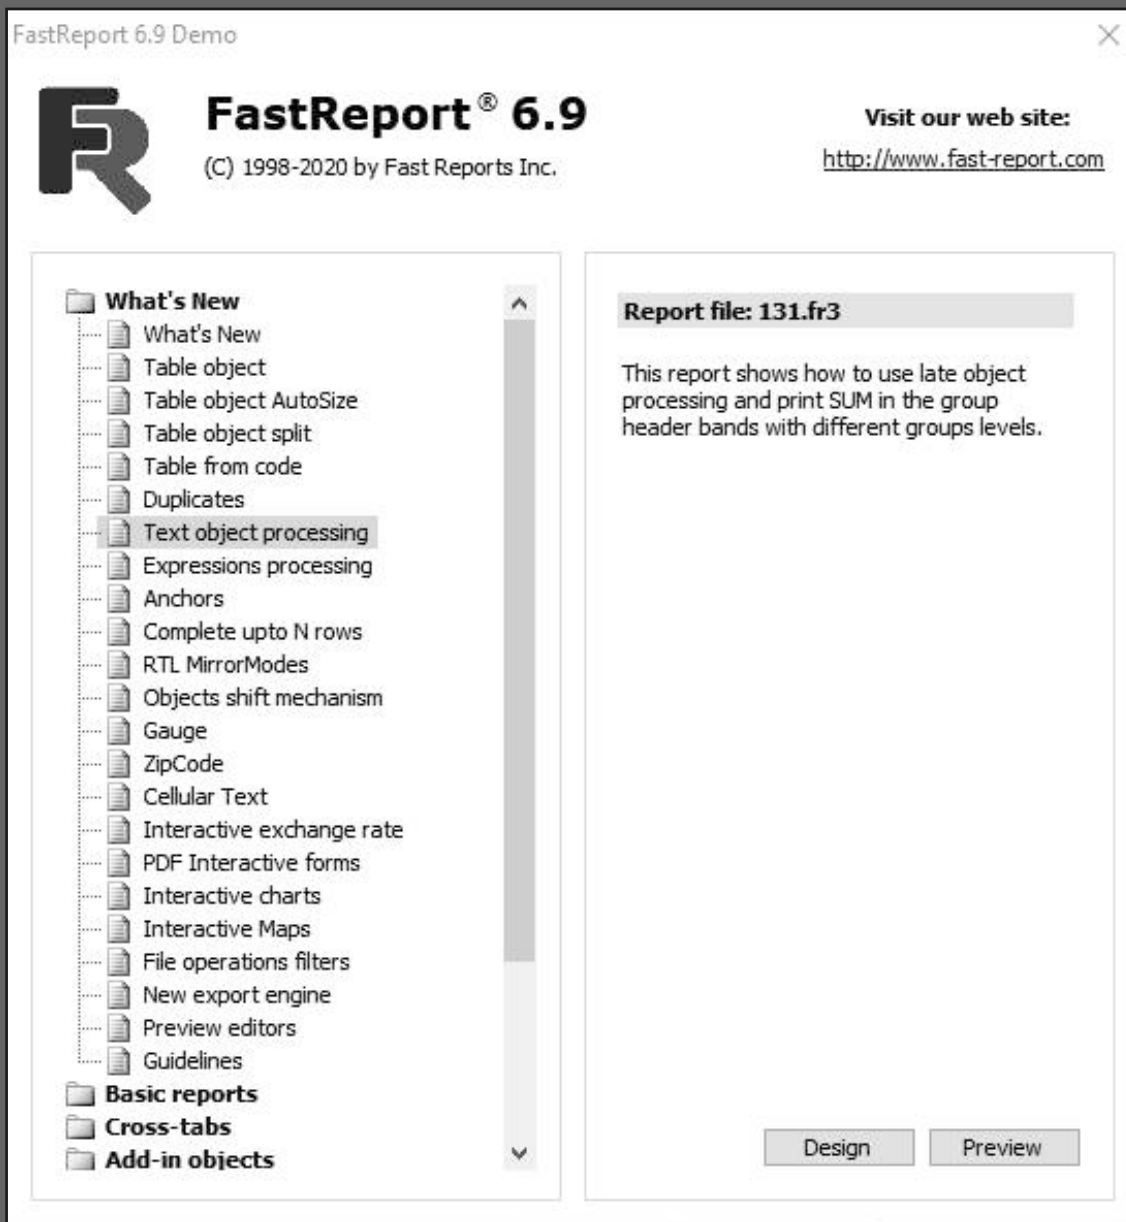 FastReport 6.9 Demo
FastReport® 6.9
(C) 1998-2020 by Fast Reports Inc.
Visit our web site:
http://www.fast-report.com
What's New
What's New
Table object
Table object AutoSize
Table object split
Table from code
Duplicates
Text object processing
Expressions processing
Anchors
Complete upto N rows
RTL MirrorModes
Objects shift mechanism
Gauge
ZipCode
Cellular Text
Interactive exchange rate
PDF Interactive forms
Interactive charts
Interactive Maps
File operations filters
New export engine
Preview editors
Guidelines
Basic reports
Cross-tabs
Add-in objects
Report file: 131.fr3
This report shows how to use late object
processing and print SUM in the group
header bands with different groups levels.
Design
Preview